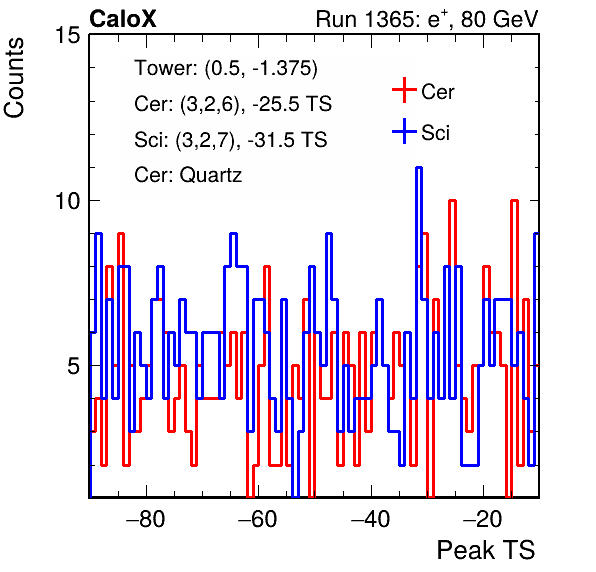 CaloX Run 1365: e+, 80 GeV
Counts
15
10
5
Tower: (0.5, -1.375)
Cer: (3,2,6), -25.5 TS
Sci: (3,2,7), -31.5 TS
Cer: Quartz
Cer
Sci
−80 −60 −40 −20
Peak TS